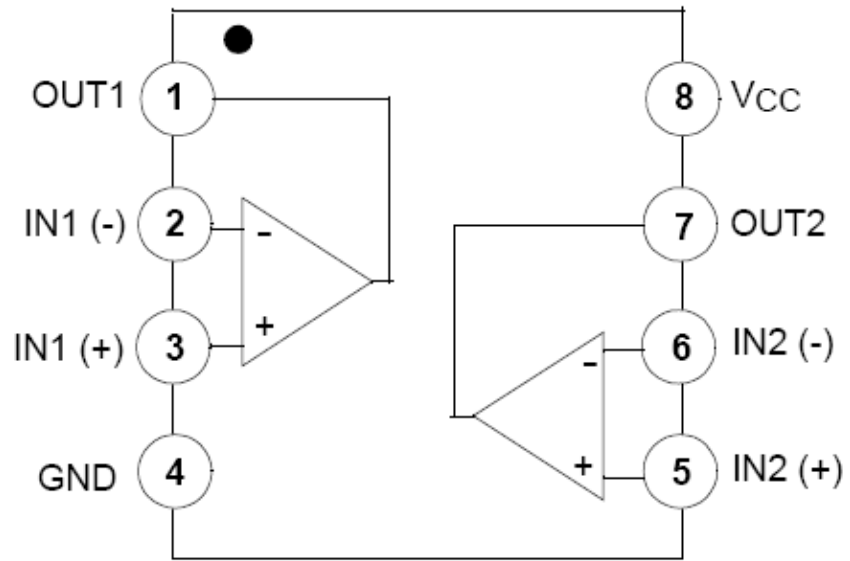 OUT1 1
8 VCC
IN1 (-) 2 -
7 OUT2
IN1 (+) 3 +
- 6 IN2 (-)
GND 4
+ 5 IN2 (+)